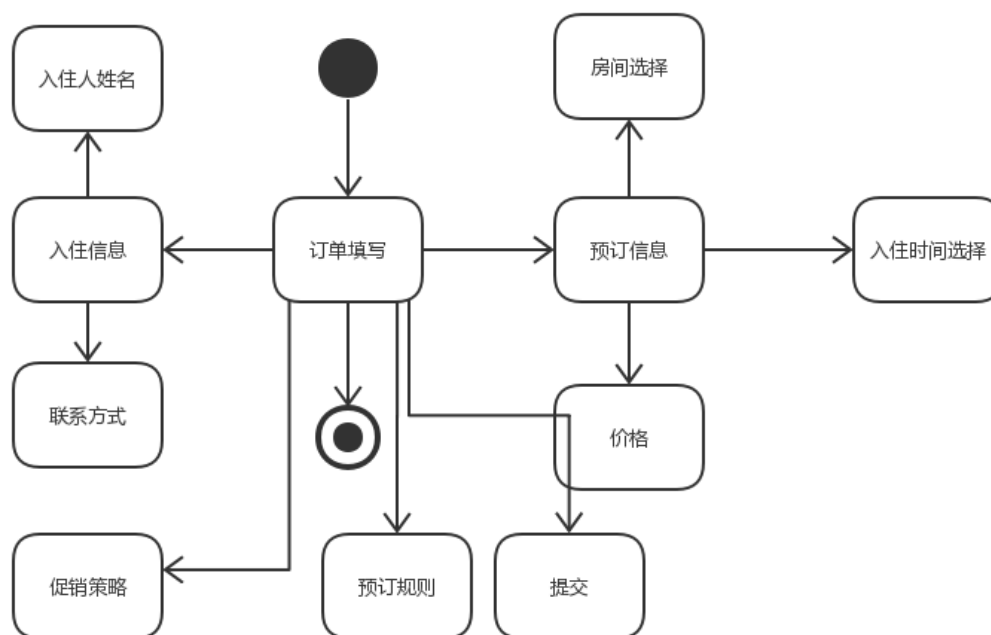 房间选择
入住人姓名
入住信息
订单填写
预订信息
入住时间选择
联系方式
价格
促销策略
预订规则
提交